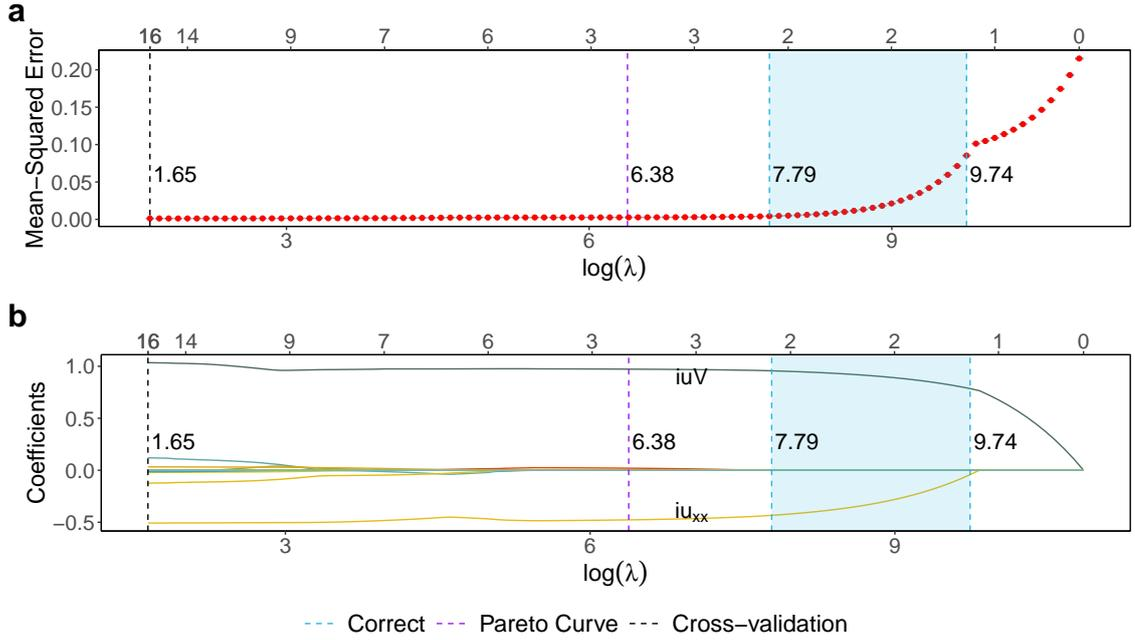 a
16 14 9 7 6 3 3 2 2 1 0
Mean−Squared Error
0.20
0.15
0.10
0.05
0.00
1.65 6.38 7.79 9.74
3 6 9
log(λ)
b
16 14 9 7 6 3 3 2 2 1 0
Coefficients
1.0
0.5
0.0
−0.5
iuV
1.65 6.38 7.79 9.74
iuxx
3 6 9
log(λ)
Correct Pareto Curve Cross−validation